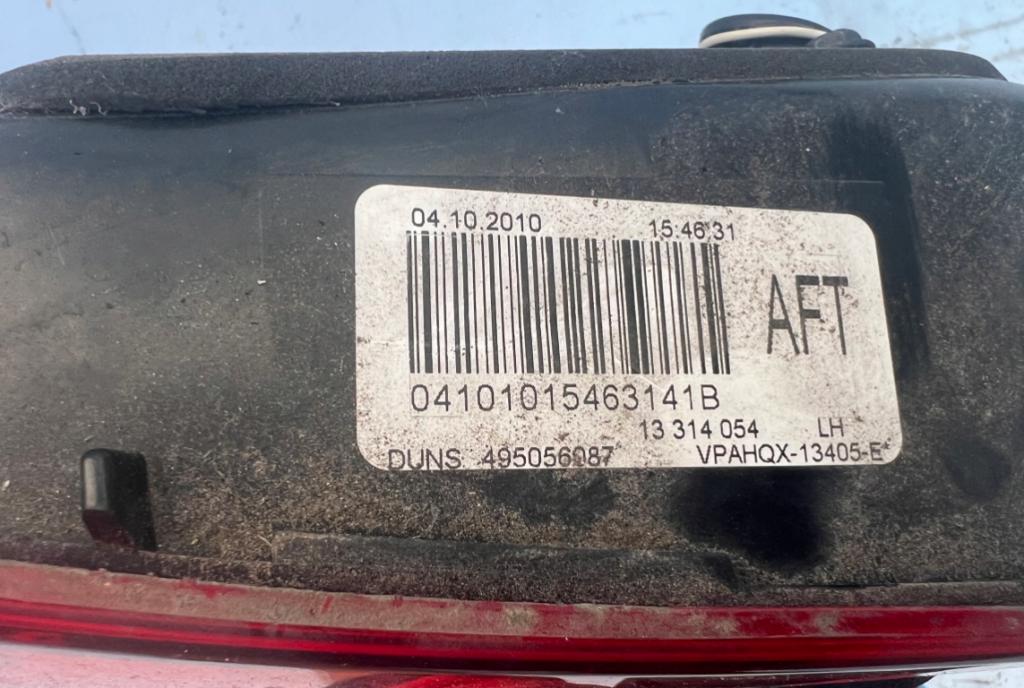 04.10.2010 15:46:31
AFT
04101015463141B
13 314 054 LH
DUNS 495056087 VPAHQX-13405-E